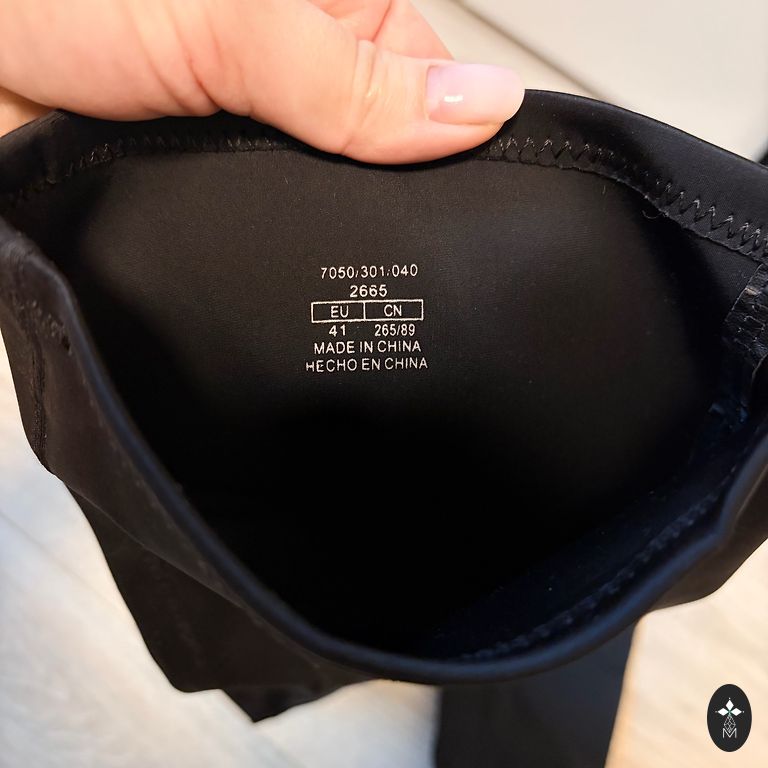 7050/301/040
2665
EU CN
41 265/89
MADE IN CHINA
HECHO EN CHINA
M